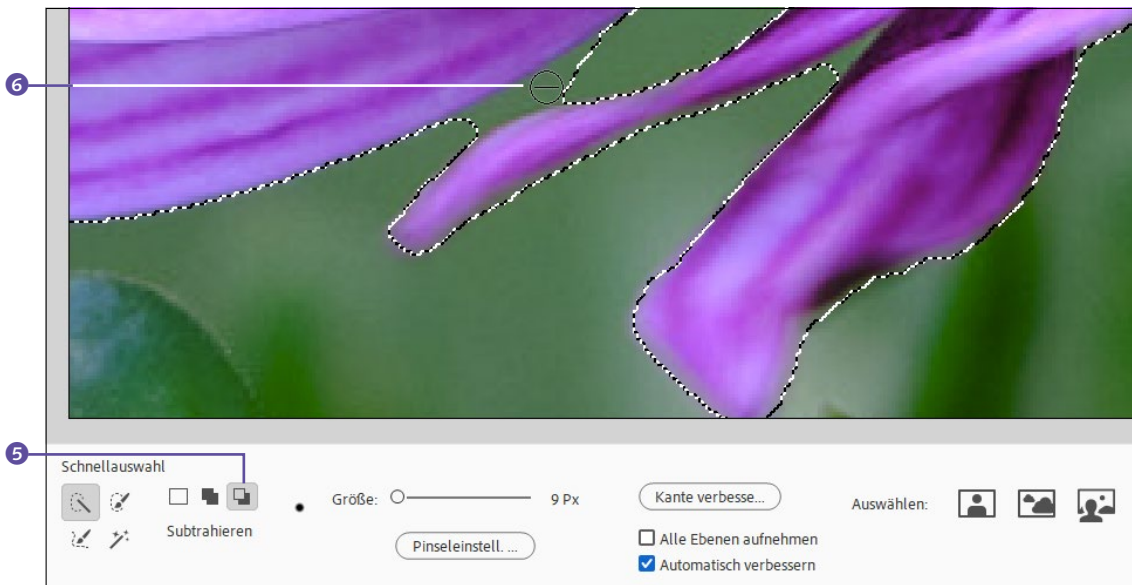 6
5
Schnellauswahl
Größe: 9 Px
Kante verbesse...
Auswählen:
Subtrahieren
Pinseleinstell. ...
Alle Ebenen aufnehmen
Automatisch verbessern